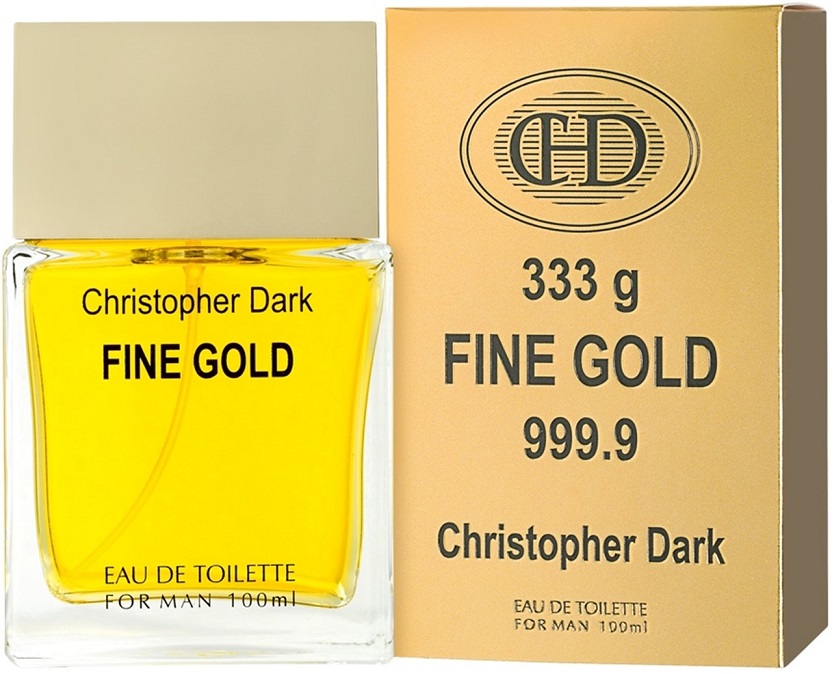 Christopher Dark
FINE GOLD
EAU DE TOILETTE
FOR MAN 100ml
CHD
333 g
FINE GOLD
999.9
Christopher Dark
EAU DE TOILETTE
FOR MAN 100ml